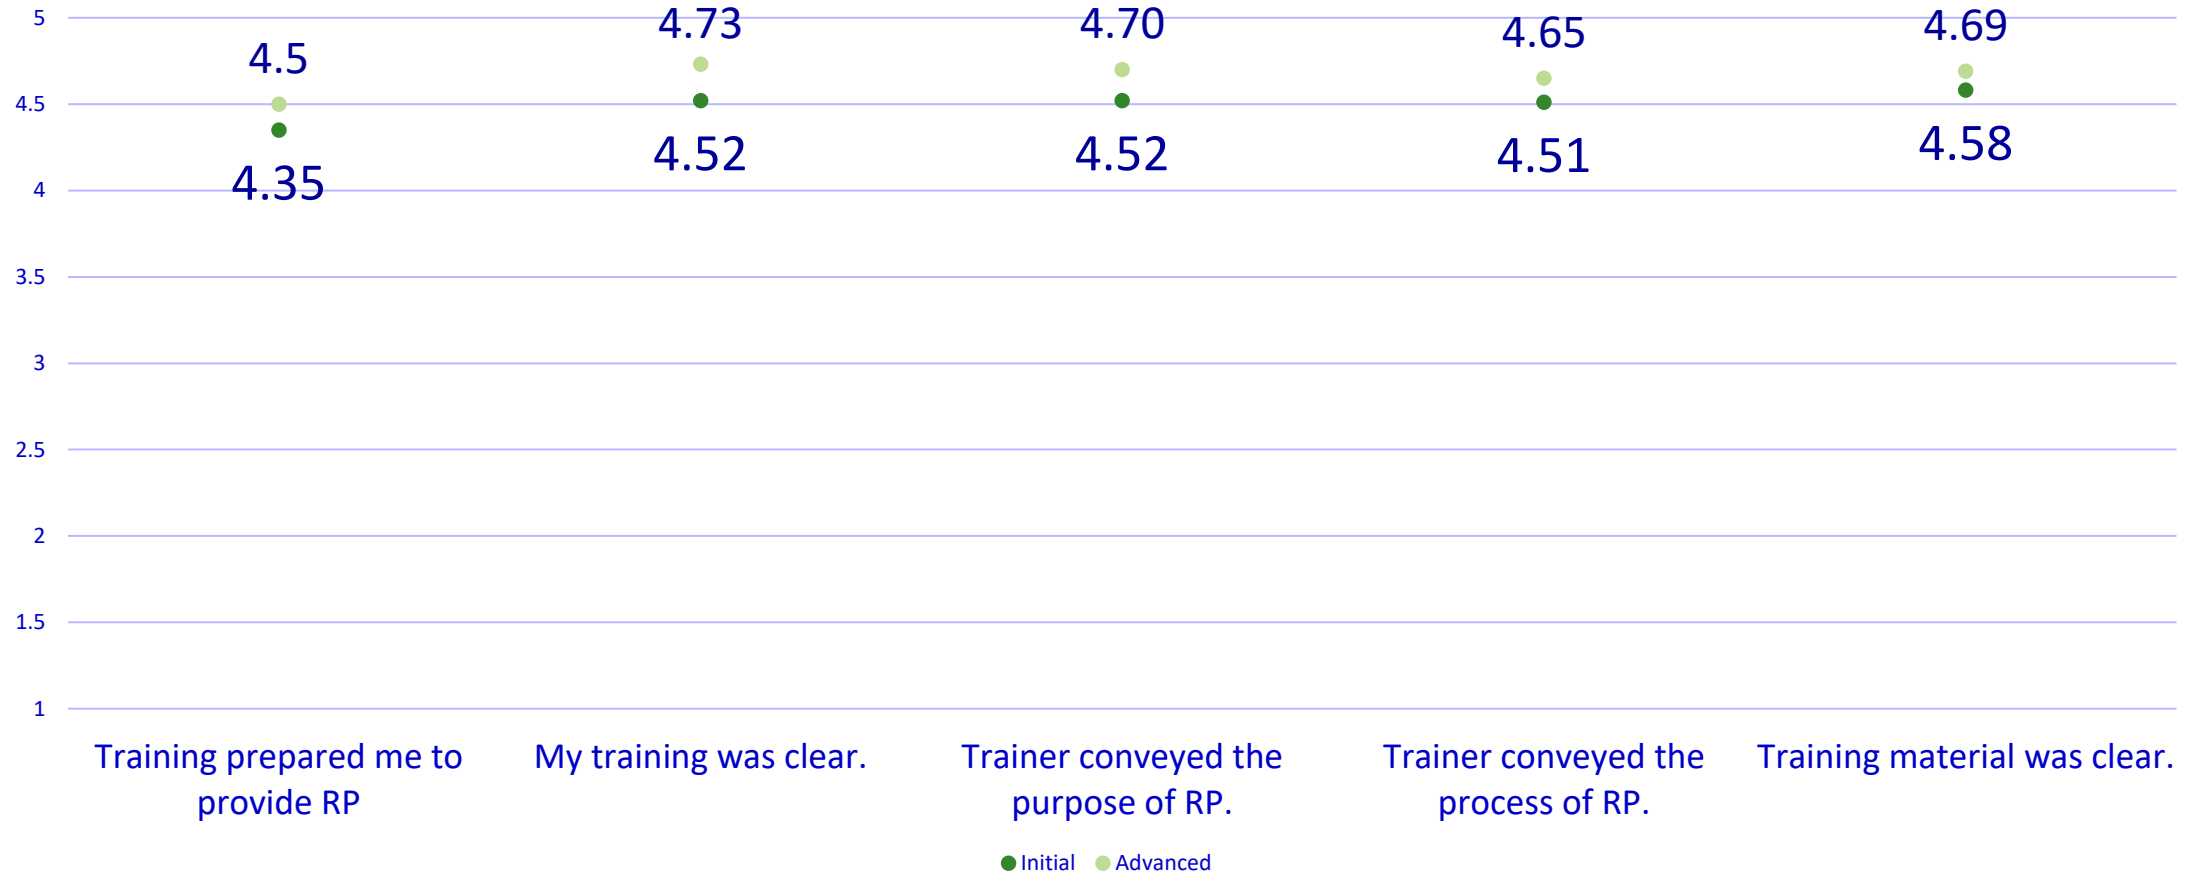 5
4.5
4
3.5
3
2.5
2
1.5
1
4.5
4.73
4.70
4.65
4.69
4.35
4.52
4.52
4.51
4.58
Training prepared me to
provide RP
My training was clear.
Trainer conveyed the
purpose of RP.
Trainer conveyed the
process of RP.
Training material was clear.
Initial
Advanced